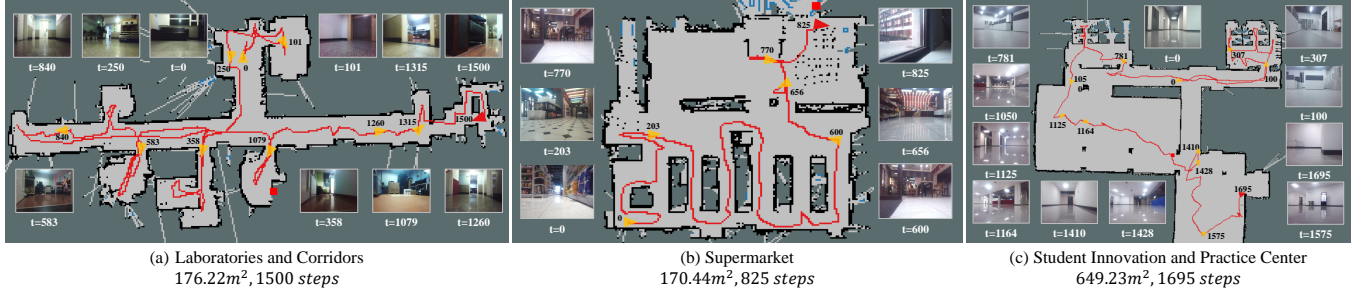 t=840 t=250 t=0 t=101 t=1315 t=1500
250 0 101
840 583 358 1079 1260 1315 1500
t=583 t=358 t=1079 t=1260
(a) Laboratories and Corridors
176.22m², 1500 steps
t=770 t=825
825
770
656
t=203 t=656
203 600
0
t=0 t=600
(b) Supermarket
170.44m², 825 steps
t=781 t=0 t=307
781 307
100
0
105
0
t=1050 t=100
1125 1164
t=1125 t=1695
1410
1428
1695
1575
t=1164 t=1410 t=1428 t=1575
(c) Student Innovation and Practice Center
649.23m², 1695 steps